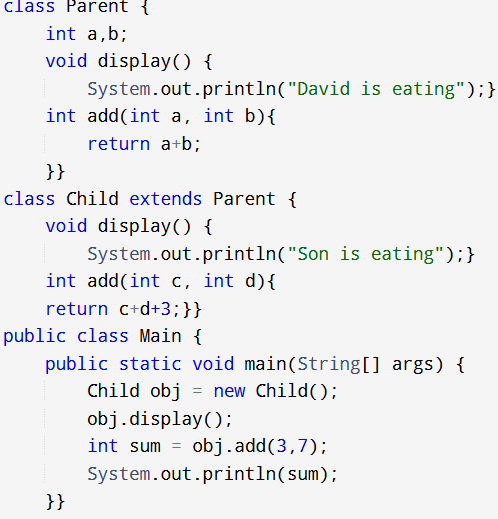 class Parent {
    int a,b;
    void display() {
        System.out.println("David is eating");}
    int add(int a, int b){
        return a+b;
    }}
class Child extends Parent {
    void display() {
        System.out.println("Son is eating");}
    int add(int c, int d){
    return c+d+3;}}
public class Main {
    public static void main(String[] args) {
        Child obj = new Child();
        obj.display();
        int sum = obj.add(3,7);
        System.out.println(sum);
    }}